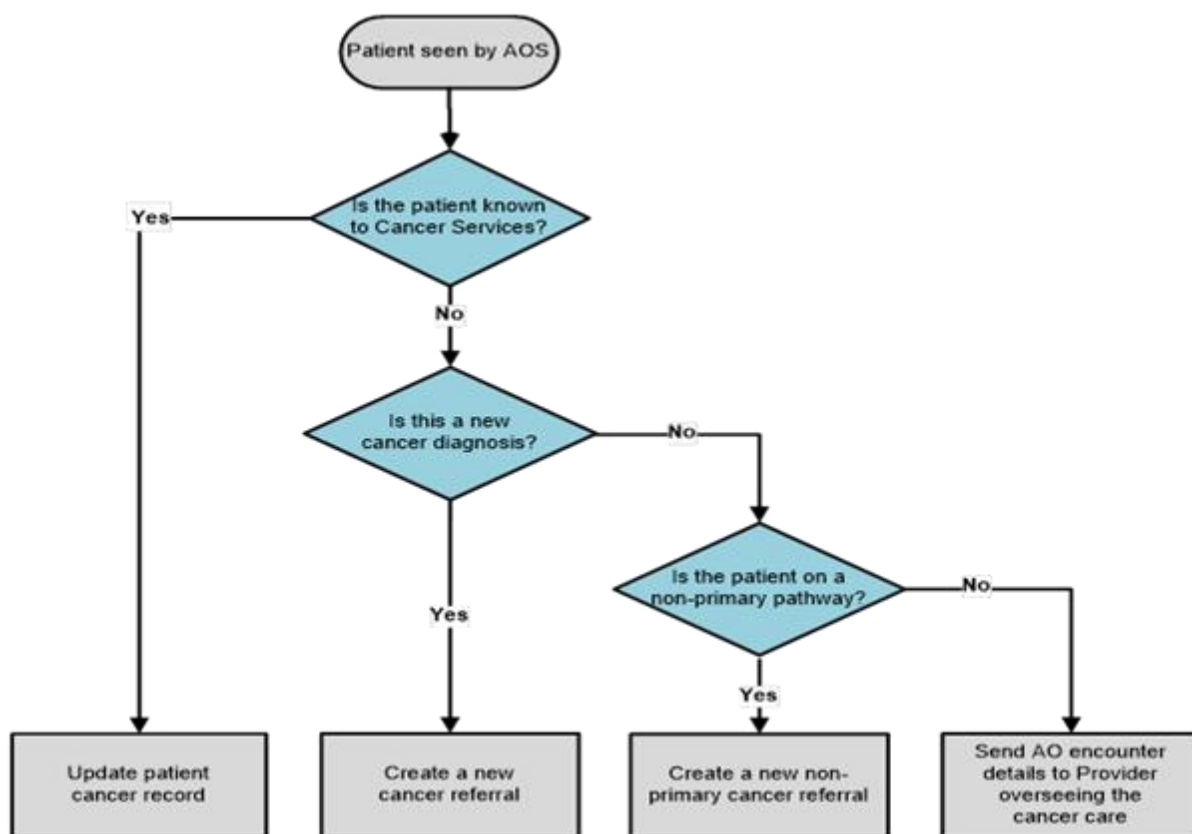 Patient seen by AOS
Is the patient known
to Cancer Services?
Yes
No
Is this a new
cancer diagnosis?
No
Is the patient on a
non-primary pathway?
No
Yes
Yes
Update patient
cancer record
Create a new
cancer referral
Create a new non-
primary cancer referral
Send AO encounter
details to Provider
overseeing the
cancer care